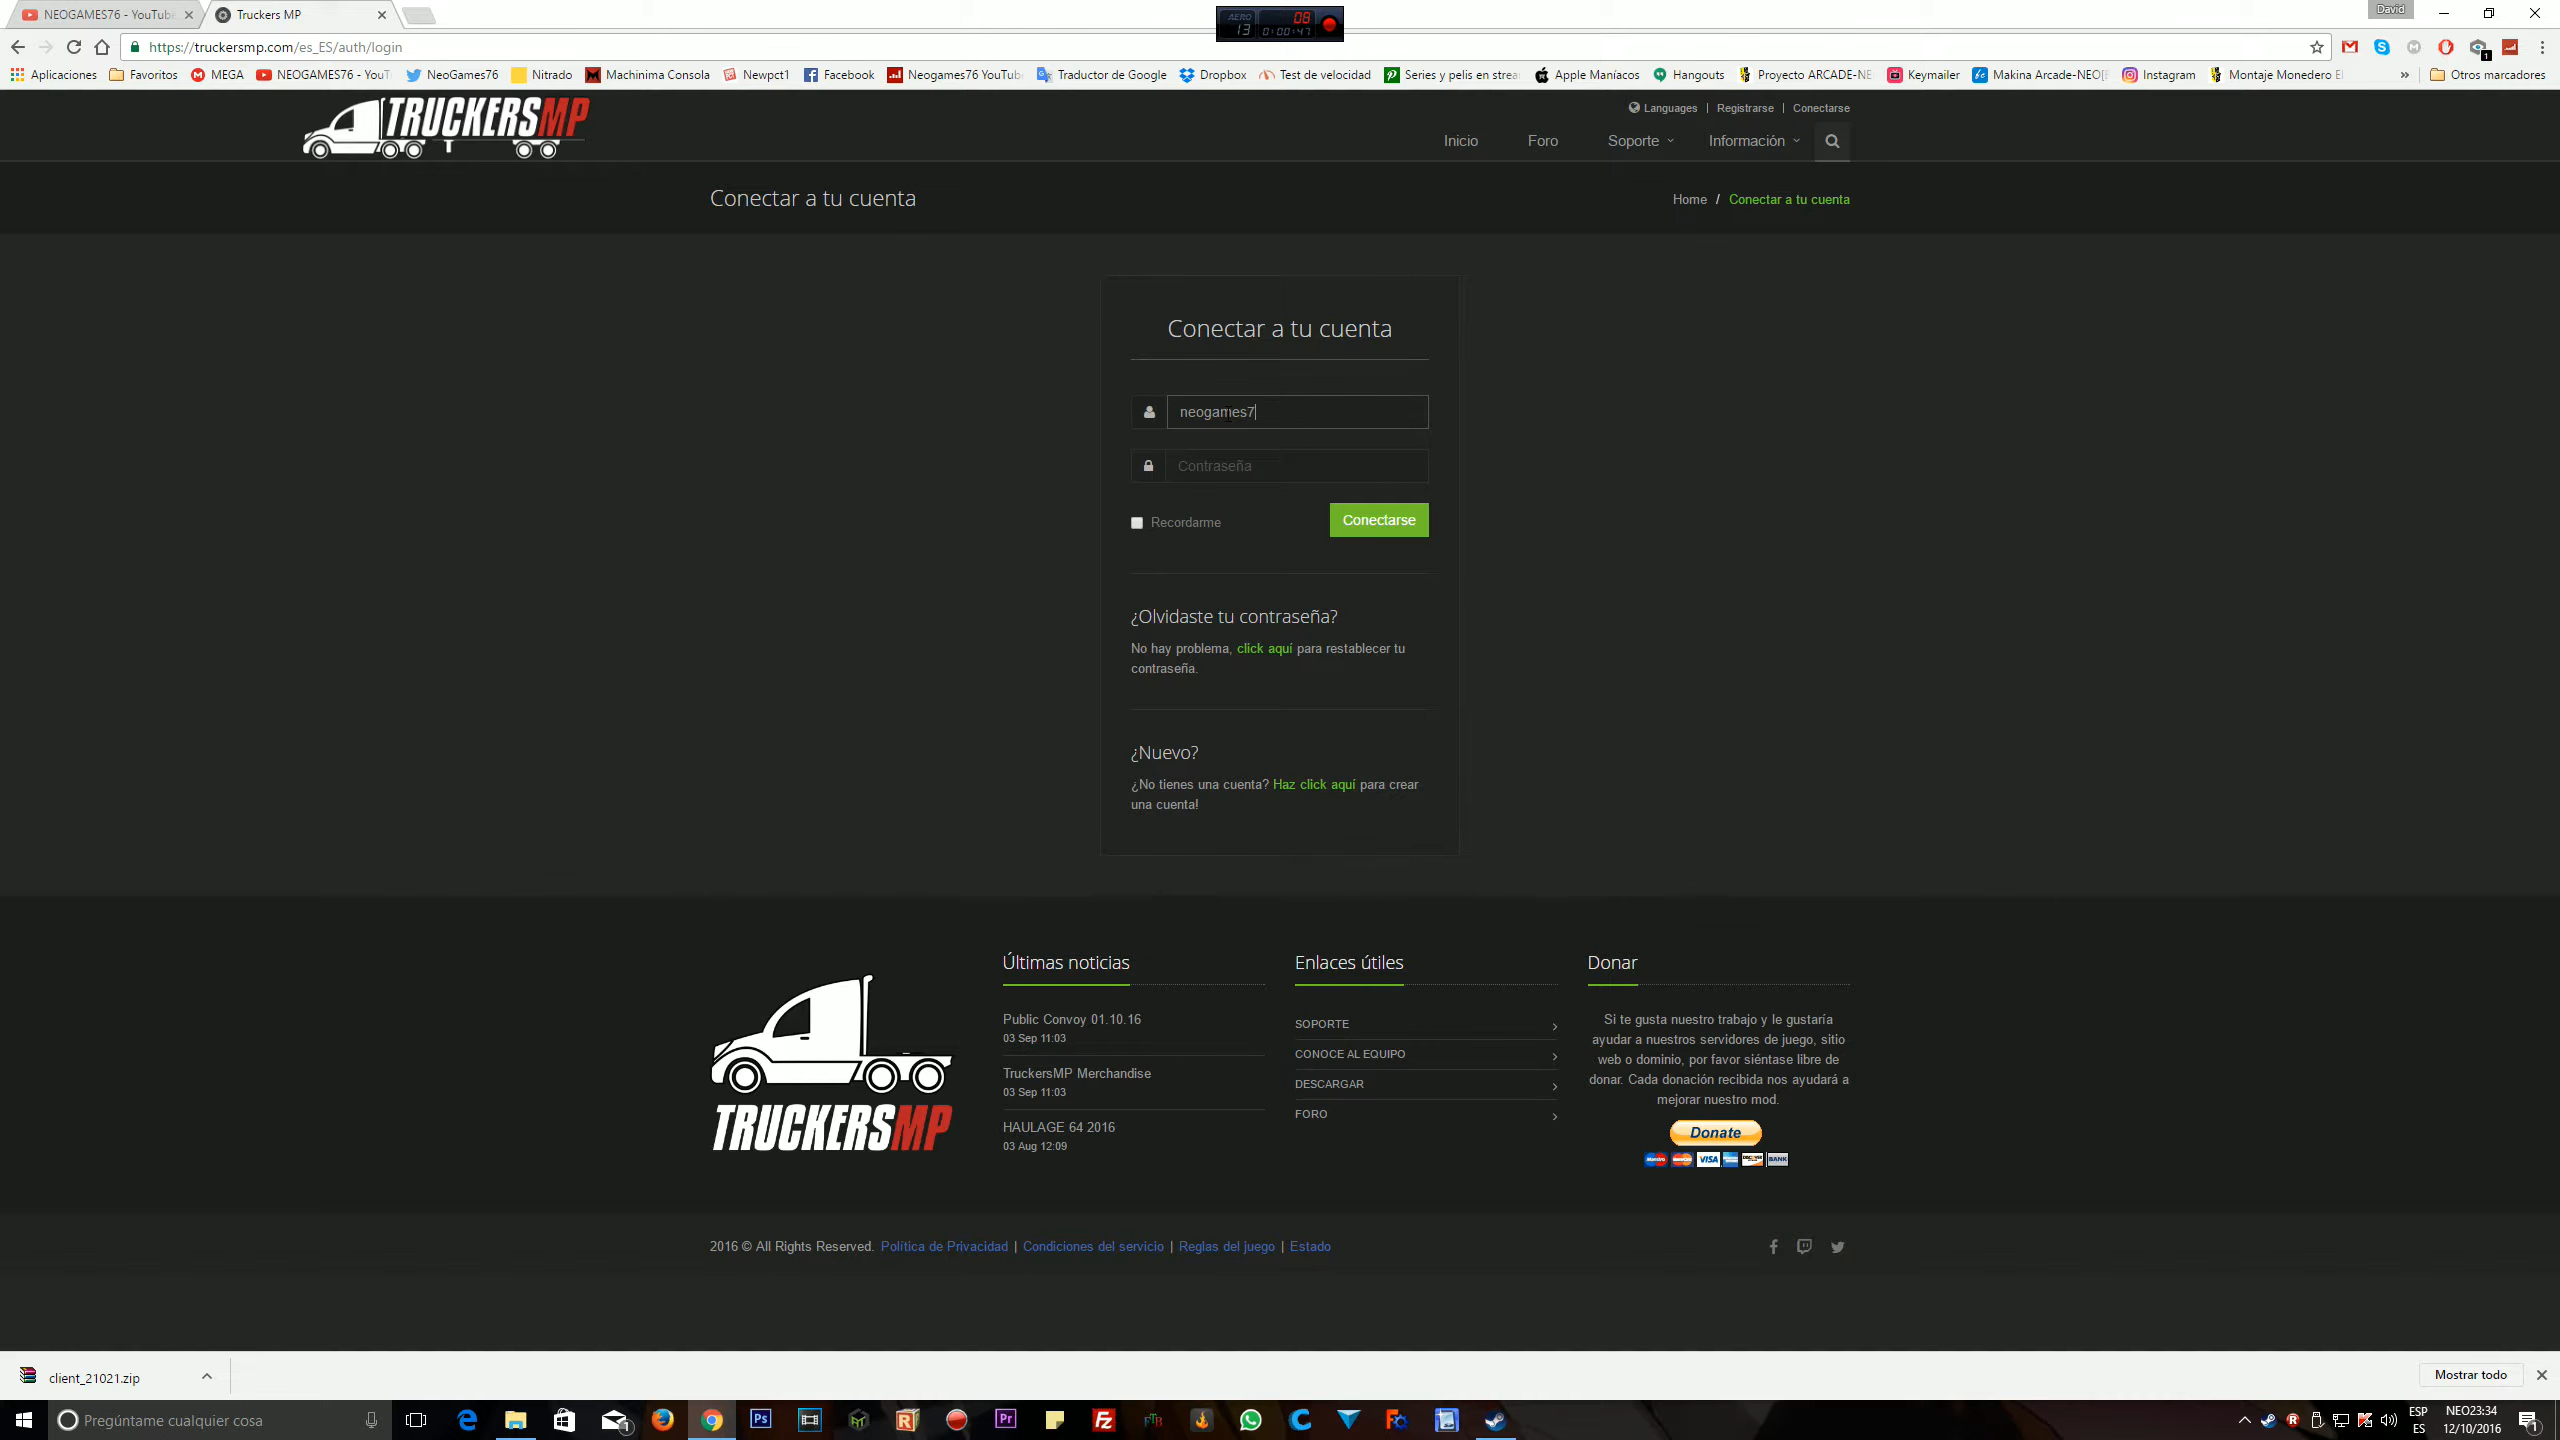 NEOGAMES76 - YouTube
Truckers MP
AERO
13
08
0:00:47
David
https://truckersmp.com/es_ES/auth/login
Aplicaciones
Favoritos
MEGA
NEOGAMES76 - YouT
NeoGames76
Nitrado
Machinima Consola
Newpct1
Facebook
Neogames76 YouTub
Traductor de Google
Dropbox
Test de velocidad
Series y pelis en strea
Apple Maníacos
Hangouts
Proyecto ARCADE-NE
Keymailer
Makina Arcade-NEO[
Instagram
Montaje Monedero El
»
Otros marcadores
TRUCKERSMP
Languages | Registrarse | Conectarse
Inicio
Foro
Soporte
Información
Conectar a tu cuenta
Home / Conectar a tu cuenta
Conectar a tu cuenta
neogames7
Contraseña
Recordarme
Conectarse
¿Olvidaste tu contraseña?
No hay problema, click aquí para restablecer tu
contraseña.
¿Nuevo?
¿No tienes una cuenta? Haz click aquí para crear
una cuenta!
TRUCKERSMP
Últimas noticias
Public Convoy 01.10.16
03 Sep 11:03
TruckersMP Merchandise
03 Sep 11:03
HAULAGE 64 2016
03 Aug 12:09
Enlaces útiles
SOPORTE
CONOCE AL EQUIPO
DESCARGAR
FORO
Donar
Si te gusta nuestro trabajo y le gustaría
ayudar a nuestros servidores de juego, sitio
web o dominio, por favor siéntase libre de
donar. Cada donación recibida nos ayudará a
mejorar nuestro mod.
Donate
VISA
BANK
2016 © All Rights Reserved. Política de Privacidad | Condiciones del servicio | Reglas del juego | Estado
client_21021.zip
Mostrar todo
Pregúntame cualquier cosa
ESP
ES
NEO23:34
12/10/2016